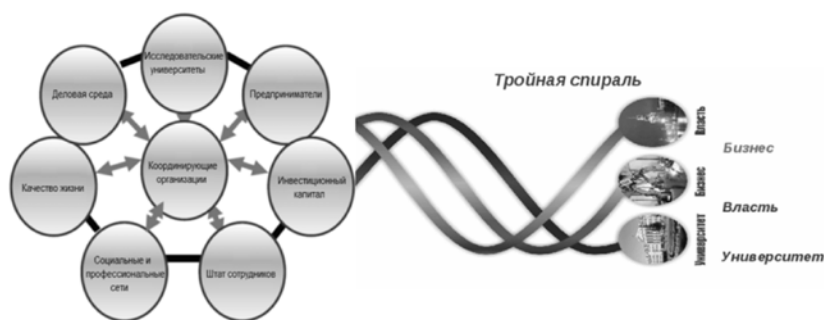 Исследовательские
университеты
Деловая среда
Предприниматели
Координирующие
организации
Качество жизни
Инвестиционный
капитал
Социальные и
профессиональные
сети
Штат сотрудников
Тройная спираль
Власть
Бизнес
Университет
Бизнес
Власть
Университет